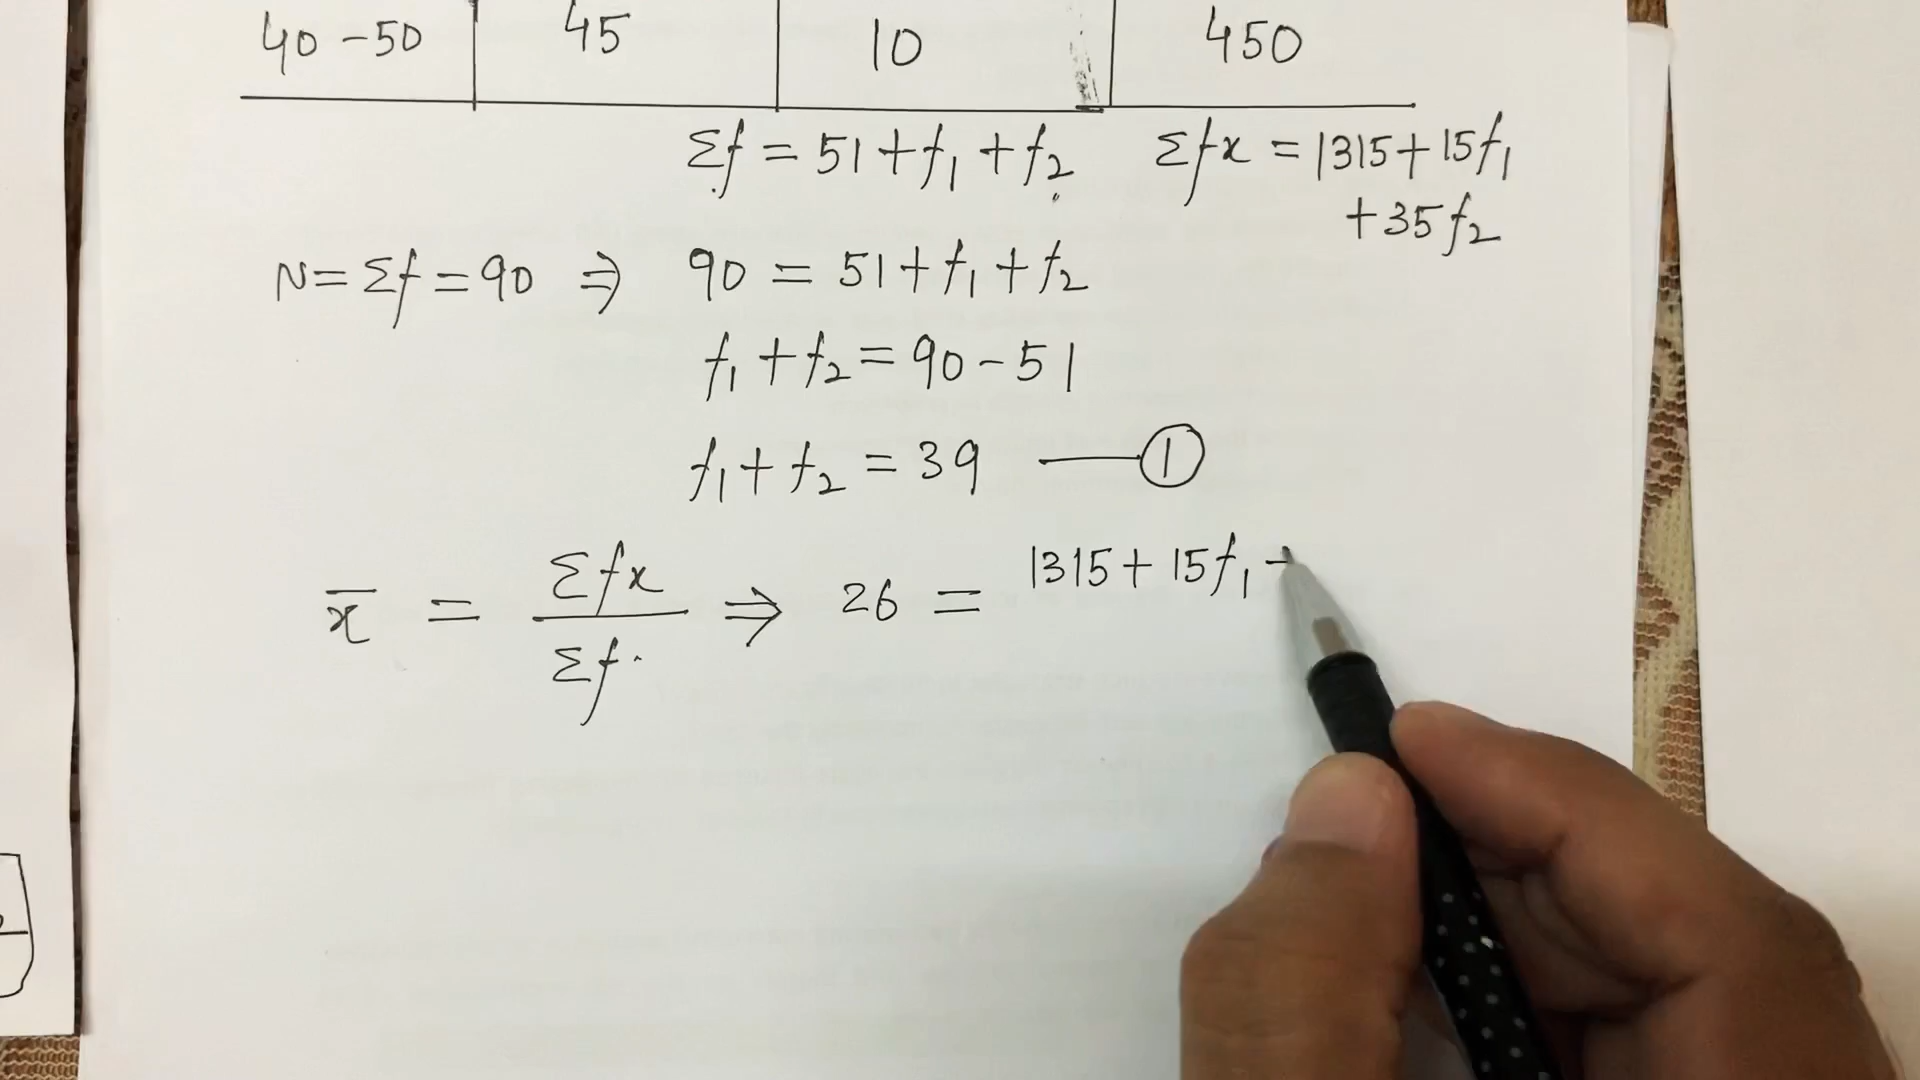 40-50 45 10 450
Σf = 51+f₁+f₂ Σfx = 1315+15f₁
+35f₂
N=Σf=90 ⇒ 90 = 51+f₁+f₂
f₁+f₂=90-51
f₁+f₂ = 39 —①
x̄ = Σfx/Σf ⇒ 26 = 1315+15f₁ +